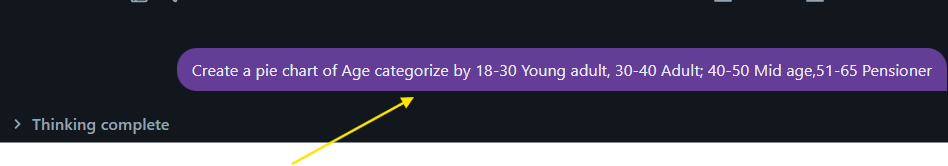 Create a pie chart of Age categorize by 18-30 Young adult, 30-40 Adult; 40-50 Mid age,51-65 Pensioner
Thinking complete